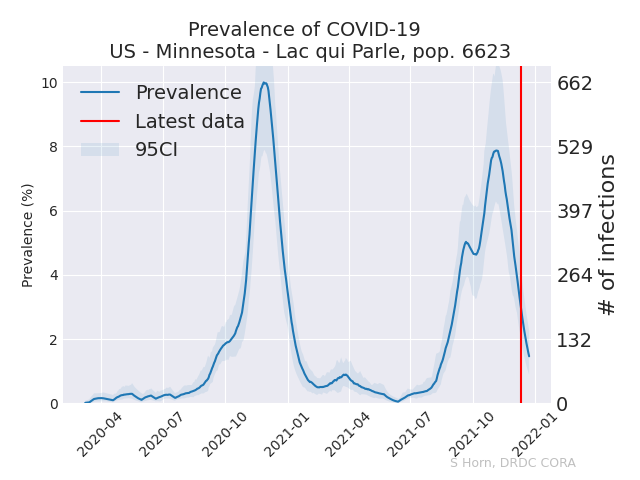 Prevalence of COVID-19
US - Minnesota - Lac qui Parle, pop. 6623
Prevalence
Latest data
95CI
Prevalence (%)
10
8
6
4
2
0
662
529
397
264
132
0
# of infections
2020-04
2020-07
2020-10
2021-01
2021-04
2021-07
2021-10
2022-01
S Horn, DRDC CORA